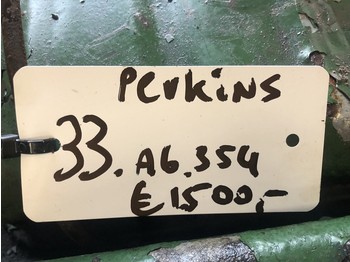 Perkins
33. A6.354
€1500,-